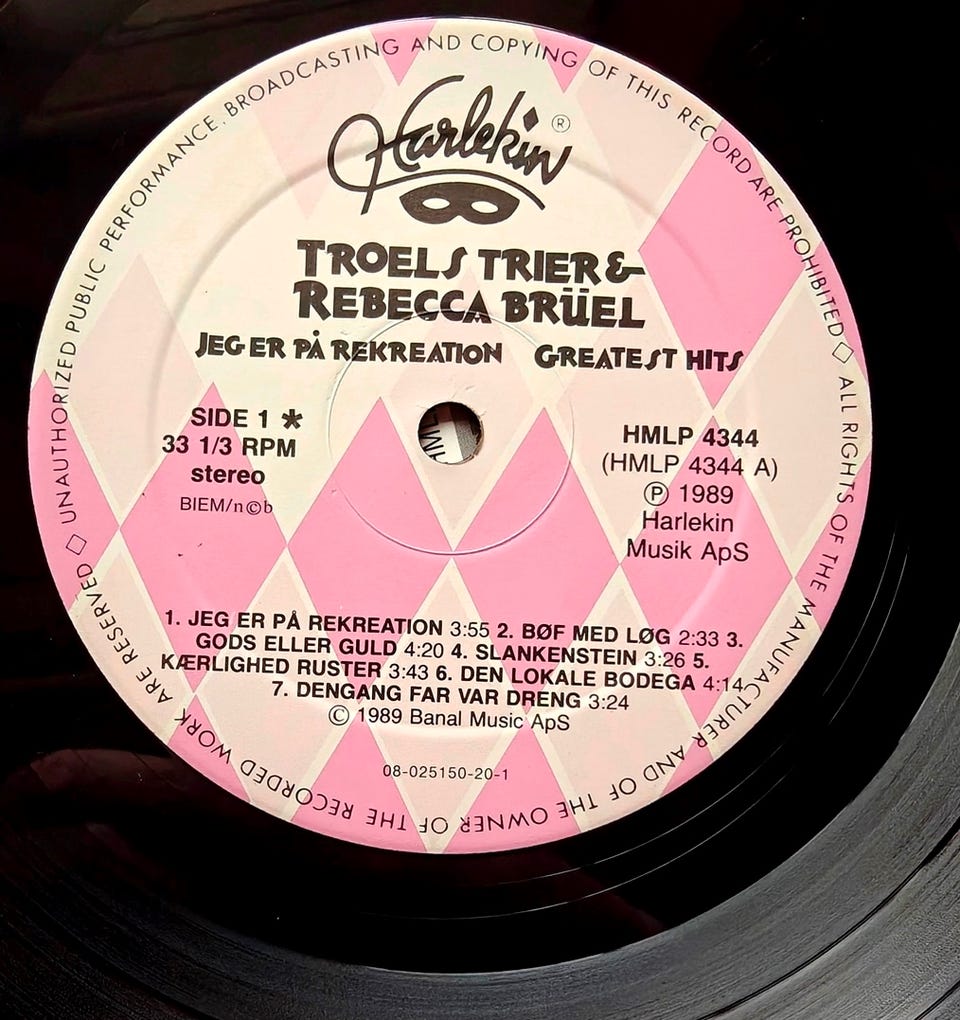 UNAUTHORIZED PUBLIC PERFORMANCE. BROADCASTING AND COPYING OF THIS RECORD ARE PROHIBITED ◇ ALL RIGHTS OF THE MANUFACTURER AND OF THE OWNER OF THE RECORDED WORK ARE RESERVED ◇
Harlekin ®
TROELS TRIER &
REBECCA BRÜEL
JEG ER PÅ REKREATION GREATEST HITS
SIDE 1 *
33 1/3 RPM
stereo
BIEM/n©b
HMLP 4344
(HMLP 4344 A)
℗ 1989
Harlekin
Musik ApS
1. JEG ER PÅ REKREATION 3:55 2. BØF MED LØG 2:33 3.
GODS ELLER GULD 4:20 4. SLANKENSTEIN 3:26 5.
KÆRLIGHED RUSTER 3:43 6. DEN LOKALE BODEGA 4:14
7. DENGANG FAR VAR DRENG 3:24
© 1989 Banal Music ApS
08-025150-20-1